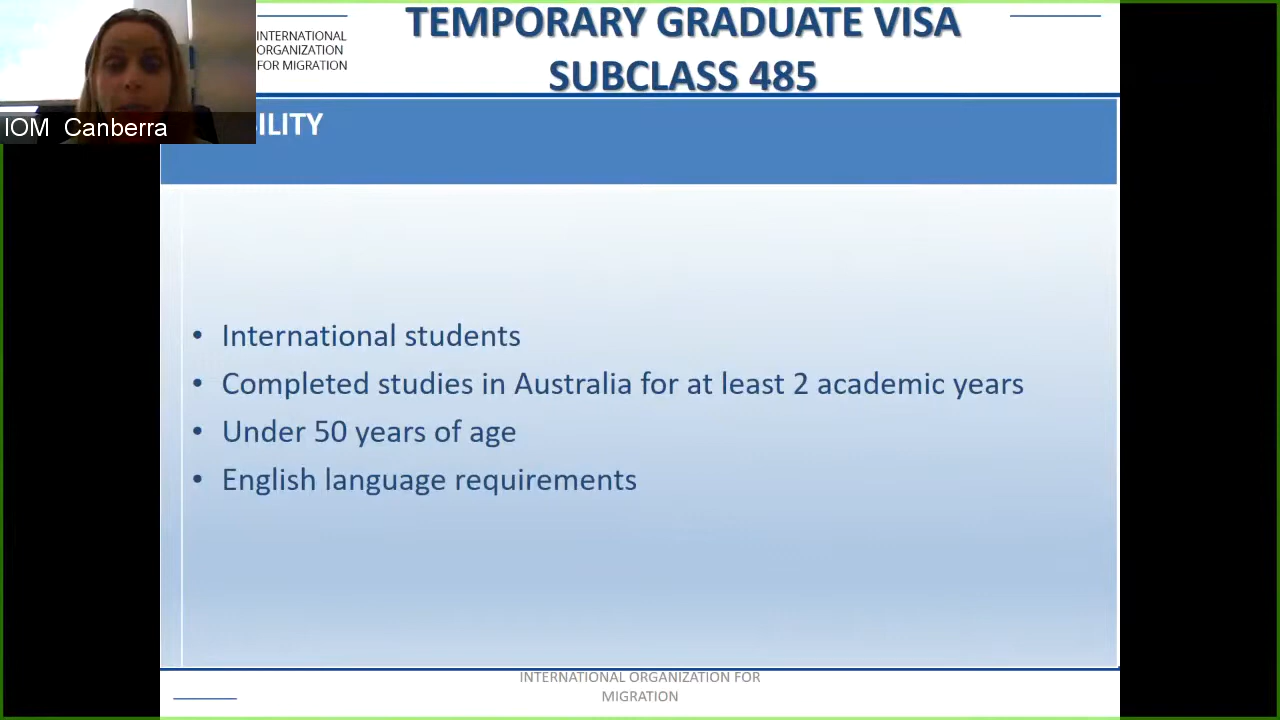 TEMPORARY GRADUATE VISA
SUBCLASS 485
INTERNATIONAL
ORGANIZATION
FOR MIGRATION
IOM Canberra
ILITY
• International students
• Completed studies in Australia for at least 2 academic years
• Under 50 years of age
• English language requirements
INTERNATIONAL ORGANIZATION FOR
MIGRATION